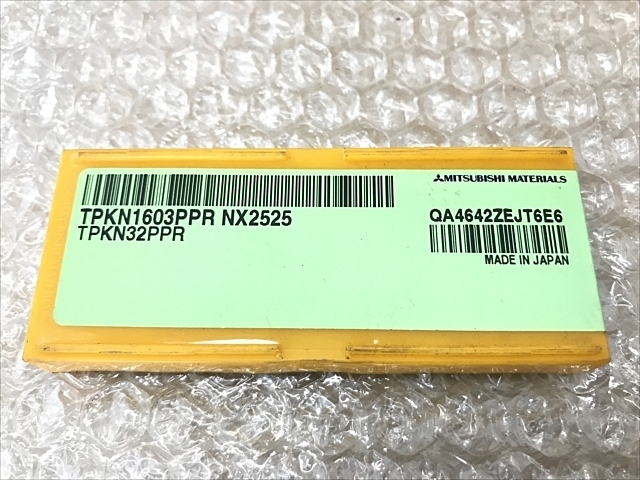 MITSUBISHI MATERIALS
TPKN1603PPR NX2525
TPKN32PPR
QA4642ZEJT6E6
MADE IN JAPAN